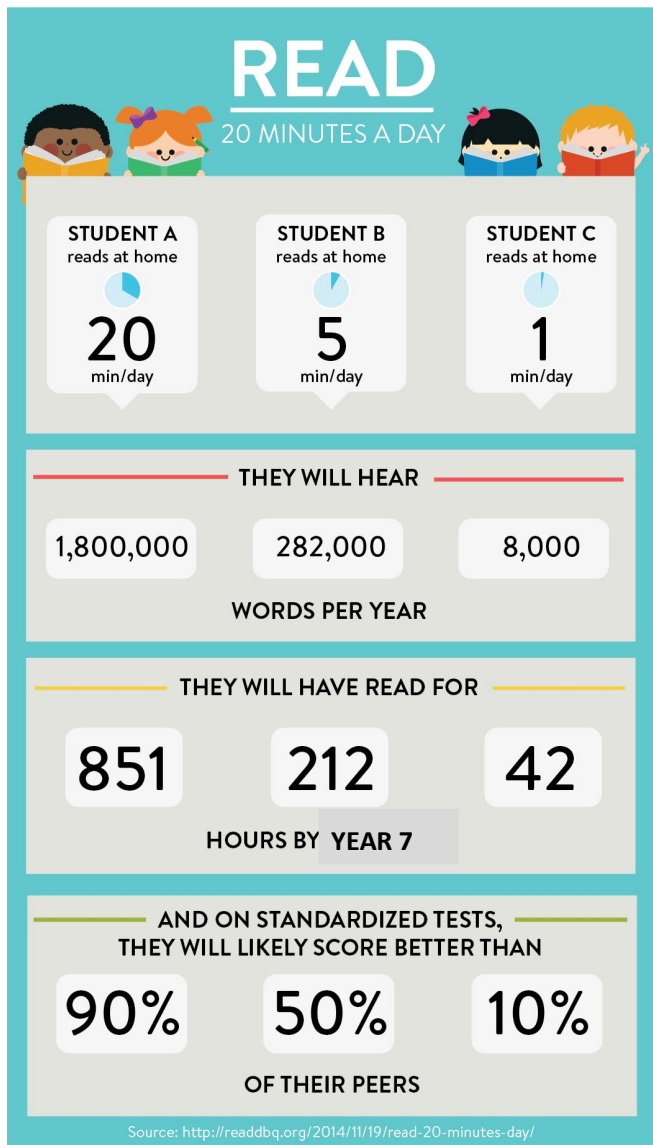 READ
20 MINUTES A DAY
STUDENT A
reads at home
20
min/day
STUDENT B
reads at home
5
min/day
STUDENT C
reads at home
1
min/day
THEY WILL HEAR
1,800,000 282,000 8,000
WORDS PER YEAR
THEY WILL HAVE READ FOR
851 212 42
HOURS BY YEAR 7
AND ON STANDARDIZED TESTS,
THEY WILL LIKELY SCORE BETTER THAN
90% 50% 10%
OF THEIR PEERS
Source: http://readdbq.org/2014/11/19/read-20-minutes-day/